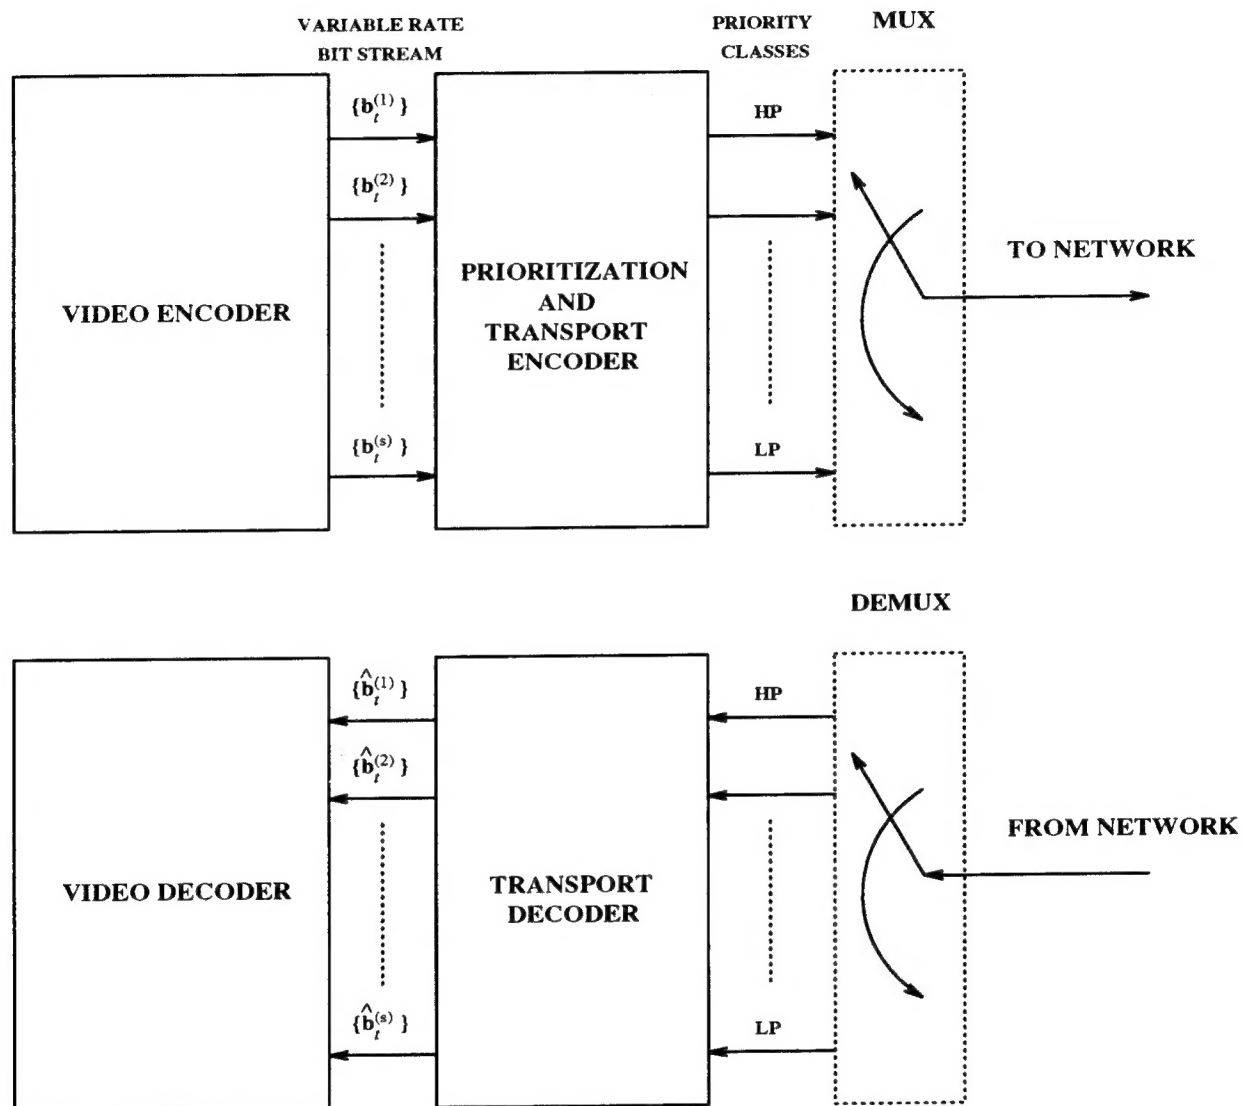 VARIABLE RATE
BIT STREAM
PRIORITY
CLASSES
MUX
{b_t^(1)}
{b_t^(2)}
{b_t^(s)}
VIDEO ENCODER
PRIORITIZATION
AND
TRANSPORT
ENCODER
HP
LP
TO NETWORK
DEMUX
{b̂_t^(1)}
{b̂_t^(2)}
{b̂_t^(s)}
VIDEO DECODER
TRANSPORT
DECODER
HP
LP
FROM NETWORK